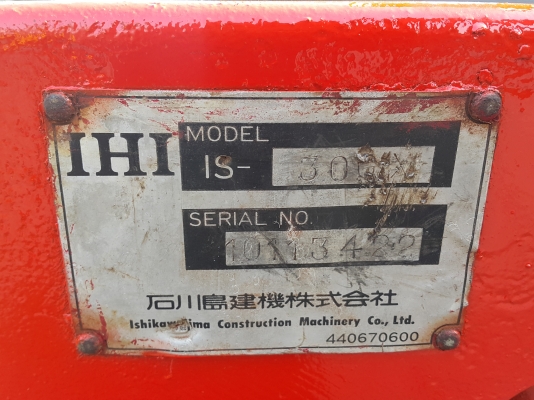 IHI
MODEL
IS-
SERIAL NO.
石川島建機株式会社
Ishikawajima Construction Machinery Co., Ltd.
440670600